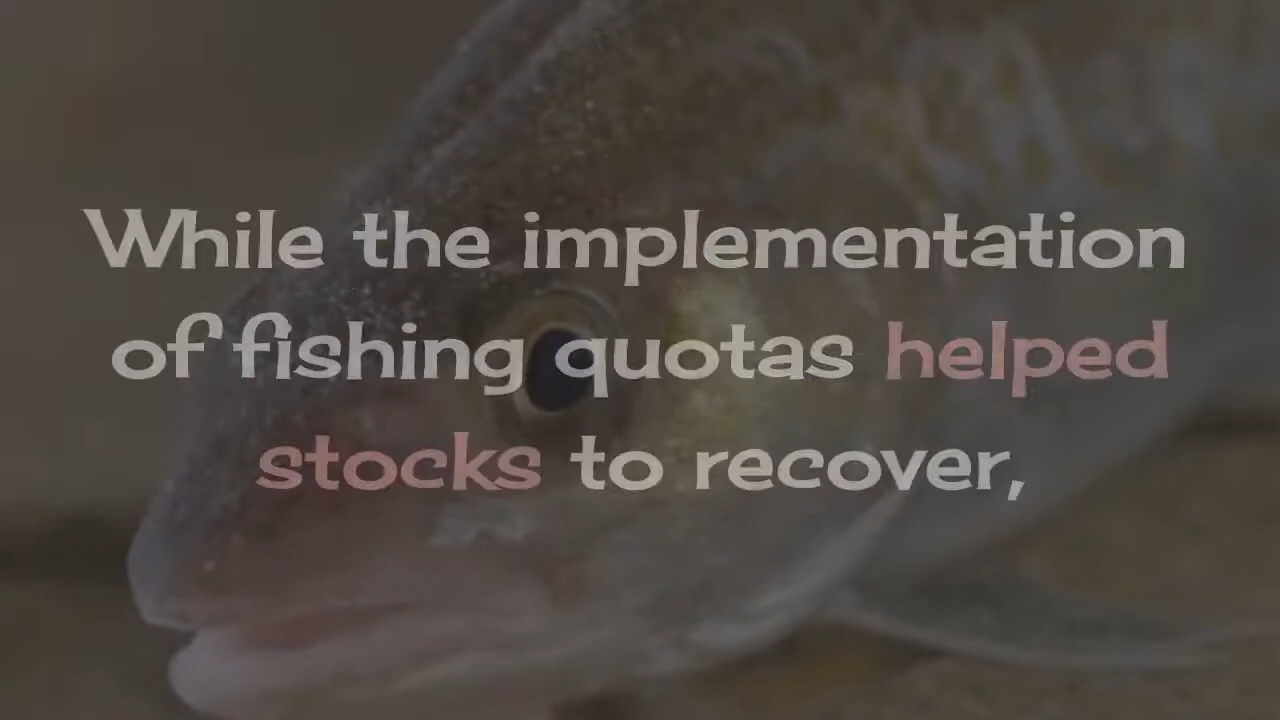 While the implementation
of fishing quotas helped
stocks to recover,